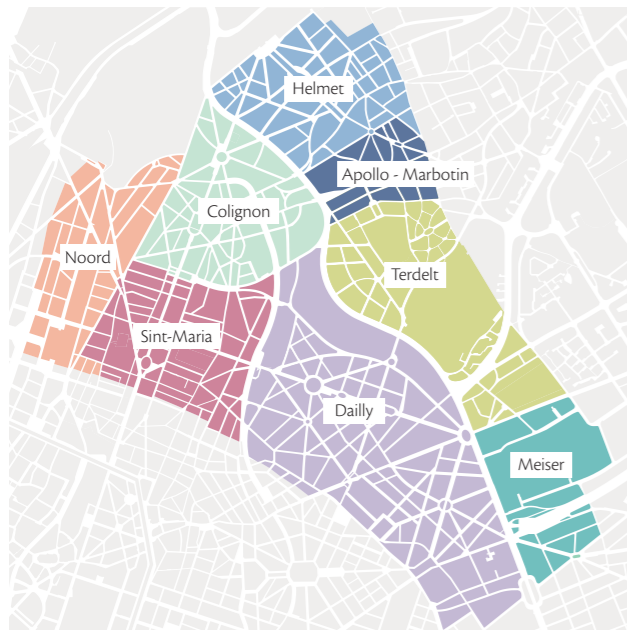 Helmet
Apollo - Marbotin
Colignon
Noord
Terdelt
Sint-Maria
Dailly
Meiser